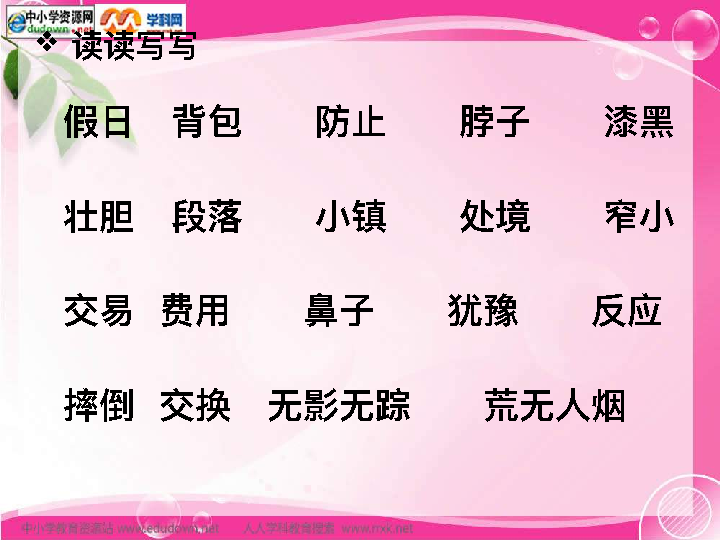 中小学资源网 学科网
edudown.net
读读写写
假日 背包 防止 脖子 漆黑
壮胆 段落 小镇 处境 窄小
交易 费用 鼻子 犹豫 反应
摔倒 交换 无影无踪 荒无人烟
中小学教育资源站 www.edudown.net 人人学科教育搜索 www.rrxk.net